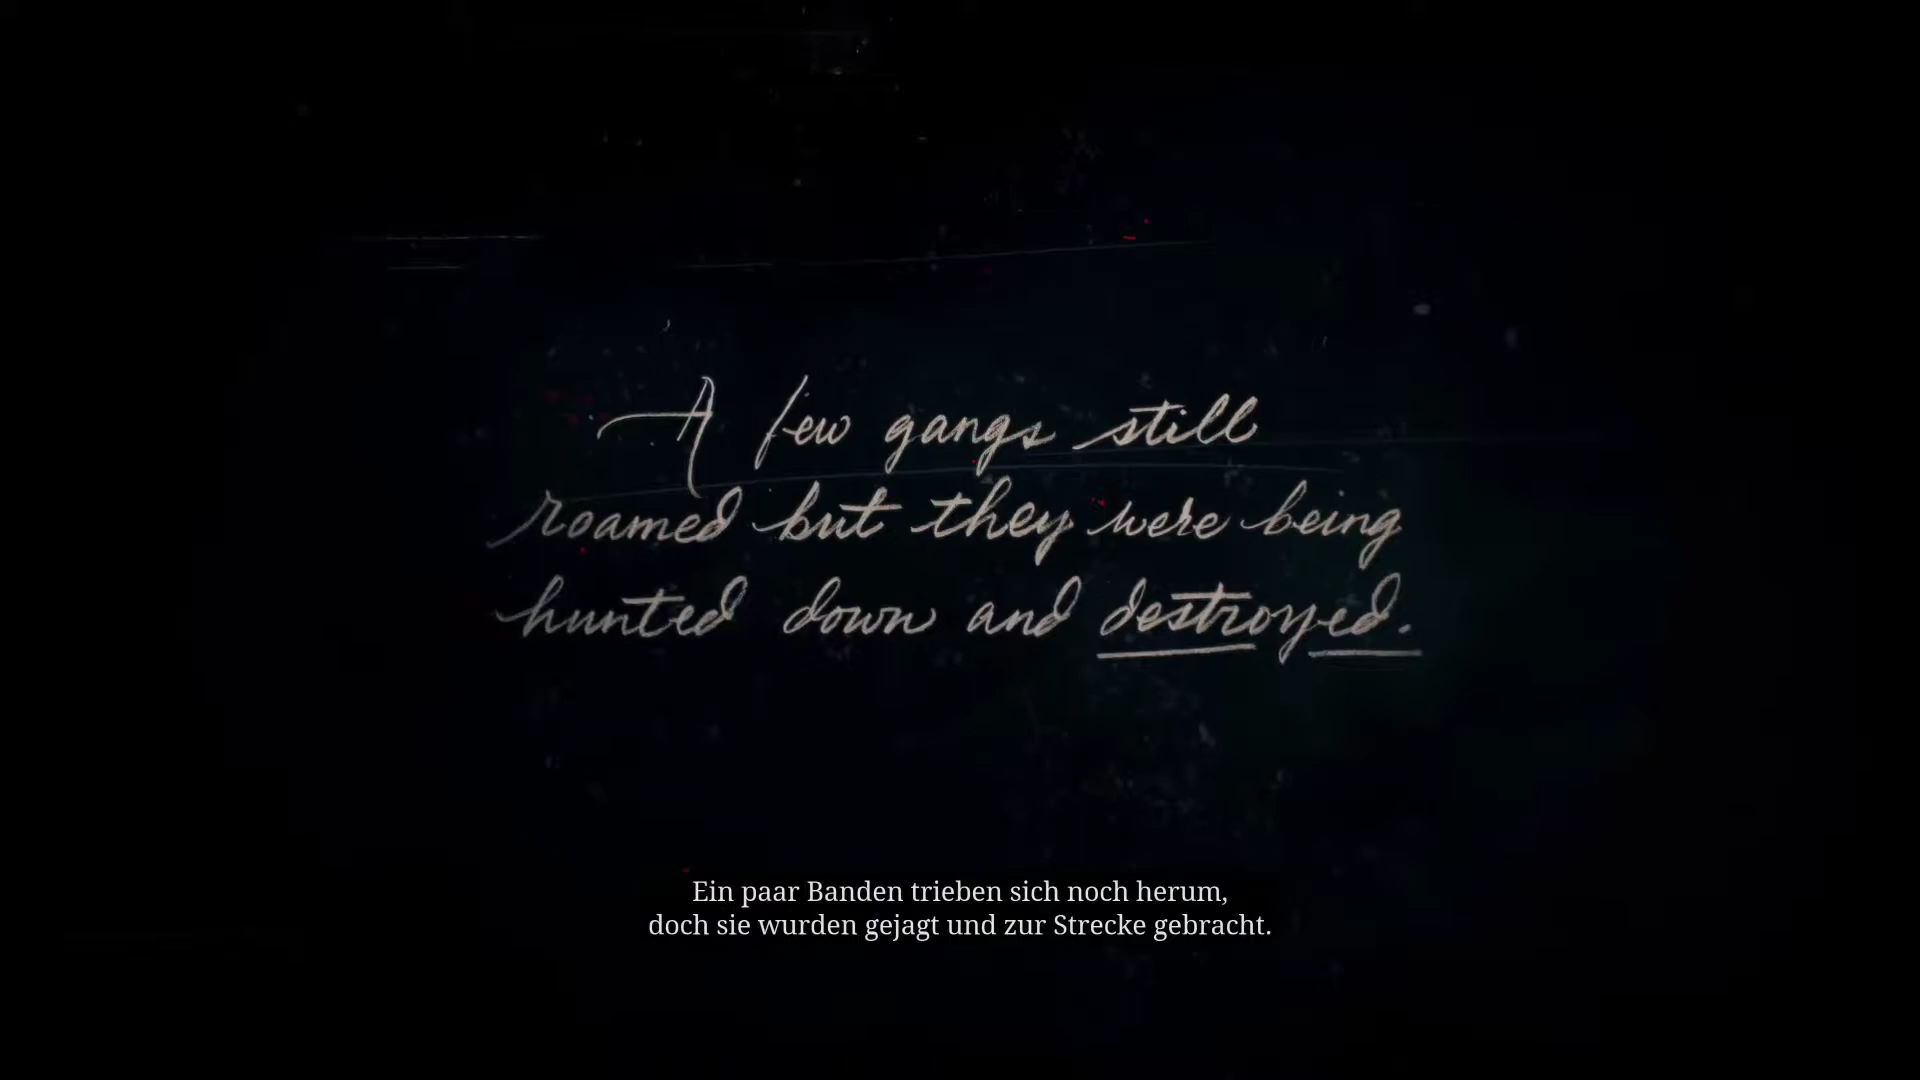 A few gangs still
roamed but they were being
hunted down and destroyed.
Ein paar Banden trieben sich noch herum,
doch sie wurden gejagt und zur Strecke gebracht.